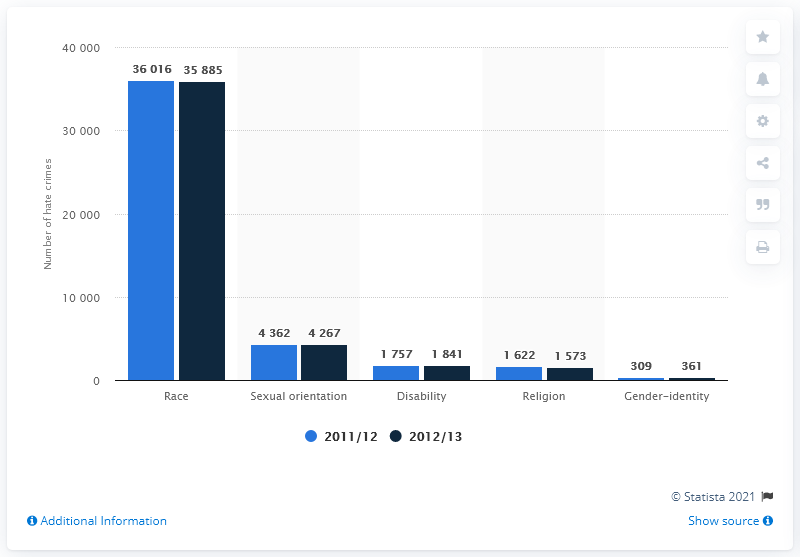 40 000
36 016 35 885
30 000
Number of hate crimes
20 000
10 000
4 362 4 267
1 757 1 841
1 622 1 573
309 361
0
Race Sexual orientation Disability Religion Gender-identity
2011/12 2012/13
© Statista 2021
Additional Information Show source